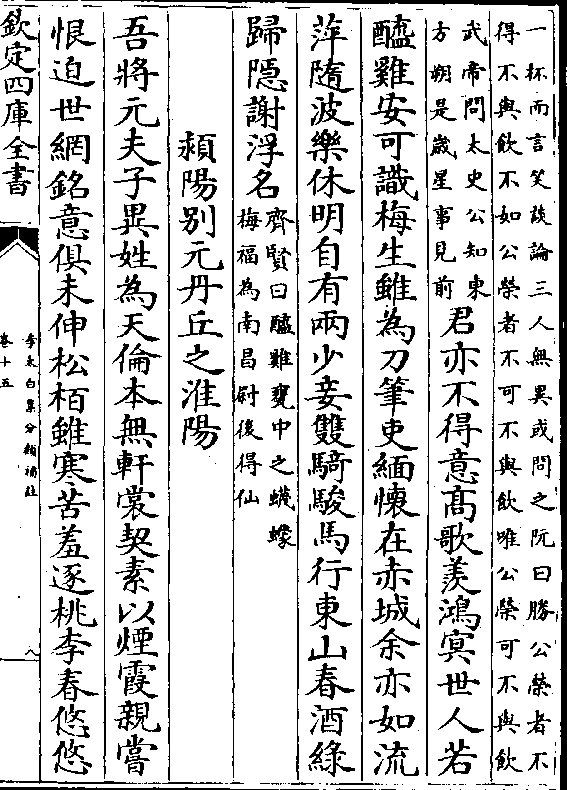 一杯而言笑談論三人無異或問之阮曰勝公榮者不
得不與飲不如公榮者不可不與飲唯公榮可不與飲
武帝問太史公知東
方朔是歲星事見前
君亦不得意高歌羨鴻㝠世人若
醯雞安可識梅生雖為刀筆吏緬懷在赤城余亦如流
萍隨波樂休明自有兩少妾雙騎駿馬行東山春酒綠
歸隱謝浮名
齊賢曰醯雞甕中之蠛蠓
梅福為南昌尉後得仙
潁陽别元丹丘之淮陽
吾將元夫子異姓為天倫本無軒裳契素以煙霞親嘗
恨迫世網銘意俱未伸松栢雖寒苦羞逐桃李春悠悠
欽定四庫全書
李太白集分類補註
卷十五
八